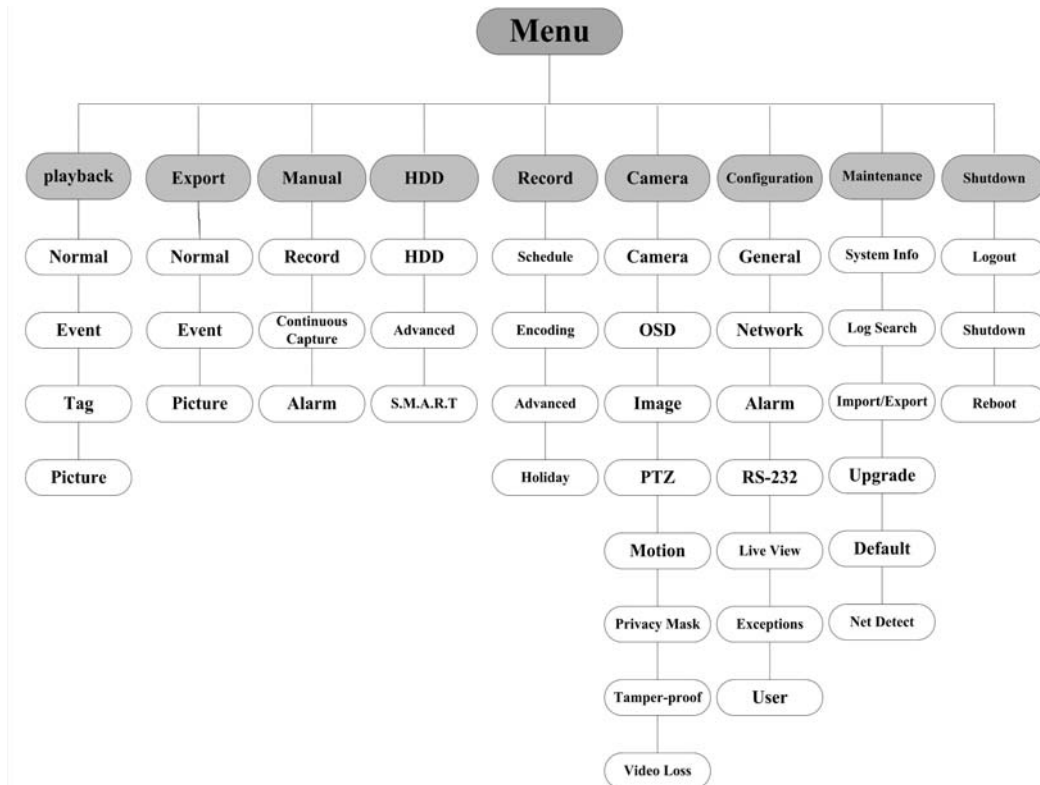 Menu
playback
Export
Manual
HDD
Record
Camera
Configuration
Maintenance
Shutdown
Normal
Normal
Record
HDD
Schedule
Camera
General
System Info
Logout
Event
Event
Continuous
Capture
Advanced
Encoding
OSD
Network
Log Search
Shutdown
Tag
Picture
Alarm
S.M.A.R.T
Advanced
Image
Alarm
Import/Export
Reboot
Picture
Holiday
PTZ
RS-232
Upgrade
Motion
Live View
Default
Privacy Mask
Exceptions
Net Detect
Tamper-proof
User
Video Loss